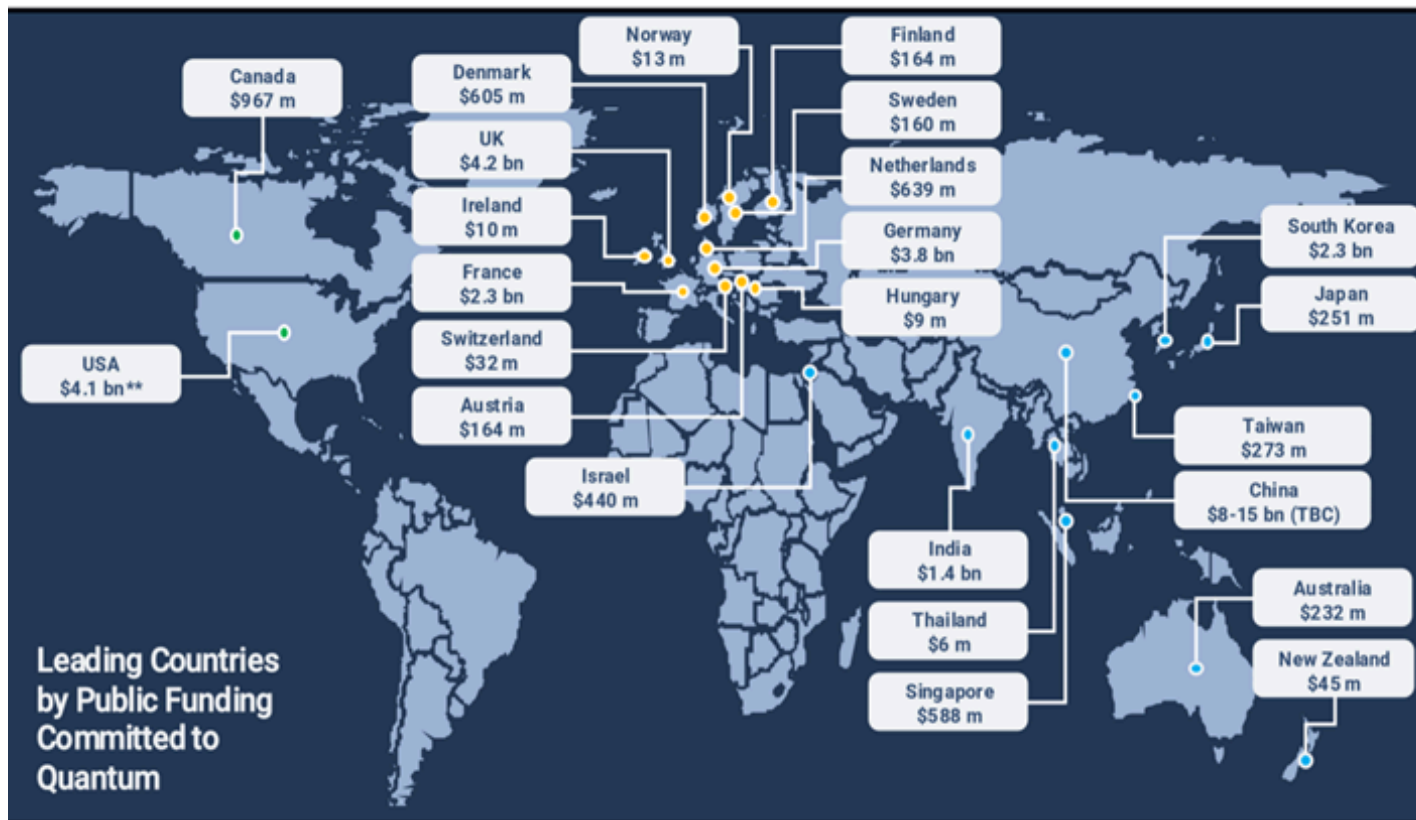 Norway
$13 m
Finland
$164 m
Canada
$967 m
Denmark
$605 m
Sweden
$160 m
UK
$4.2 bn
Netherlands
$639 m
Ireland
$10 m
Germany
$3.8 bn
South Korea
$2.3 bn
France
$2.3 bn
Hungary
$9 m
Japan
$251 m
Switzerland
$32 m
USA
$4.1 bn**
Austria
$164 m
Taiwan
$273 m
Israel
$440 m
China
$8-15 bn (TBC)
India
$1.4 bn
Australia
$232 m
Thailand
$6 m
New Zealand
$45 m
Singapore
$588 m
Leading Countries
by Public Funding
Committed to
Quantum